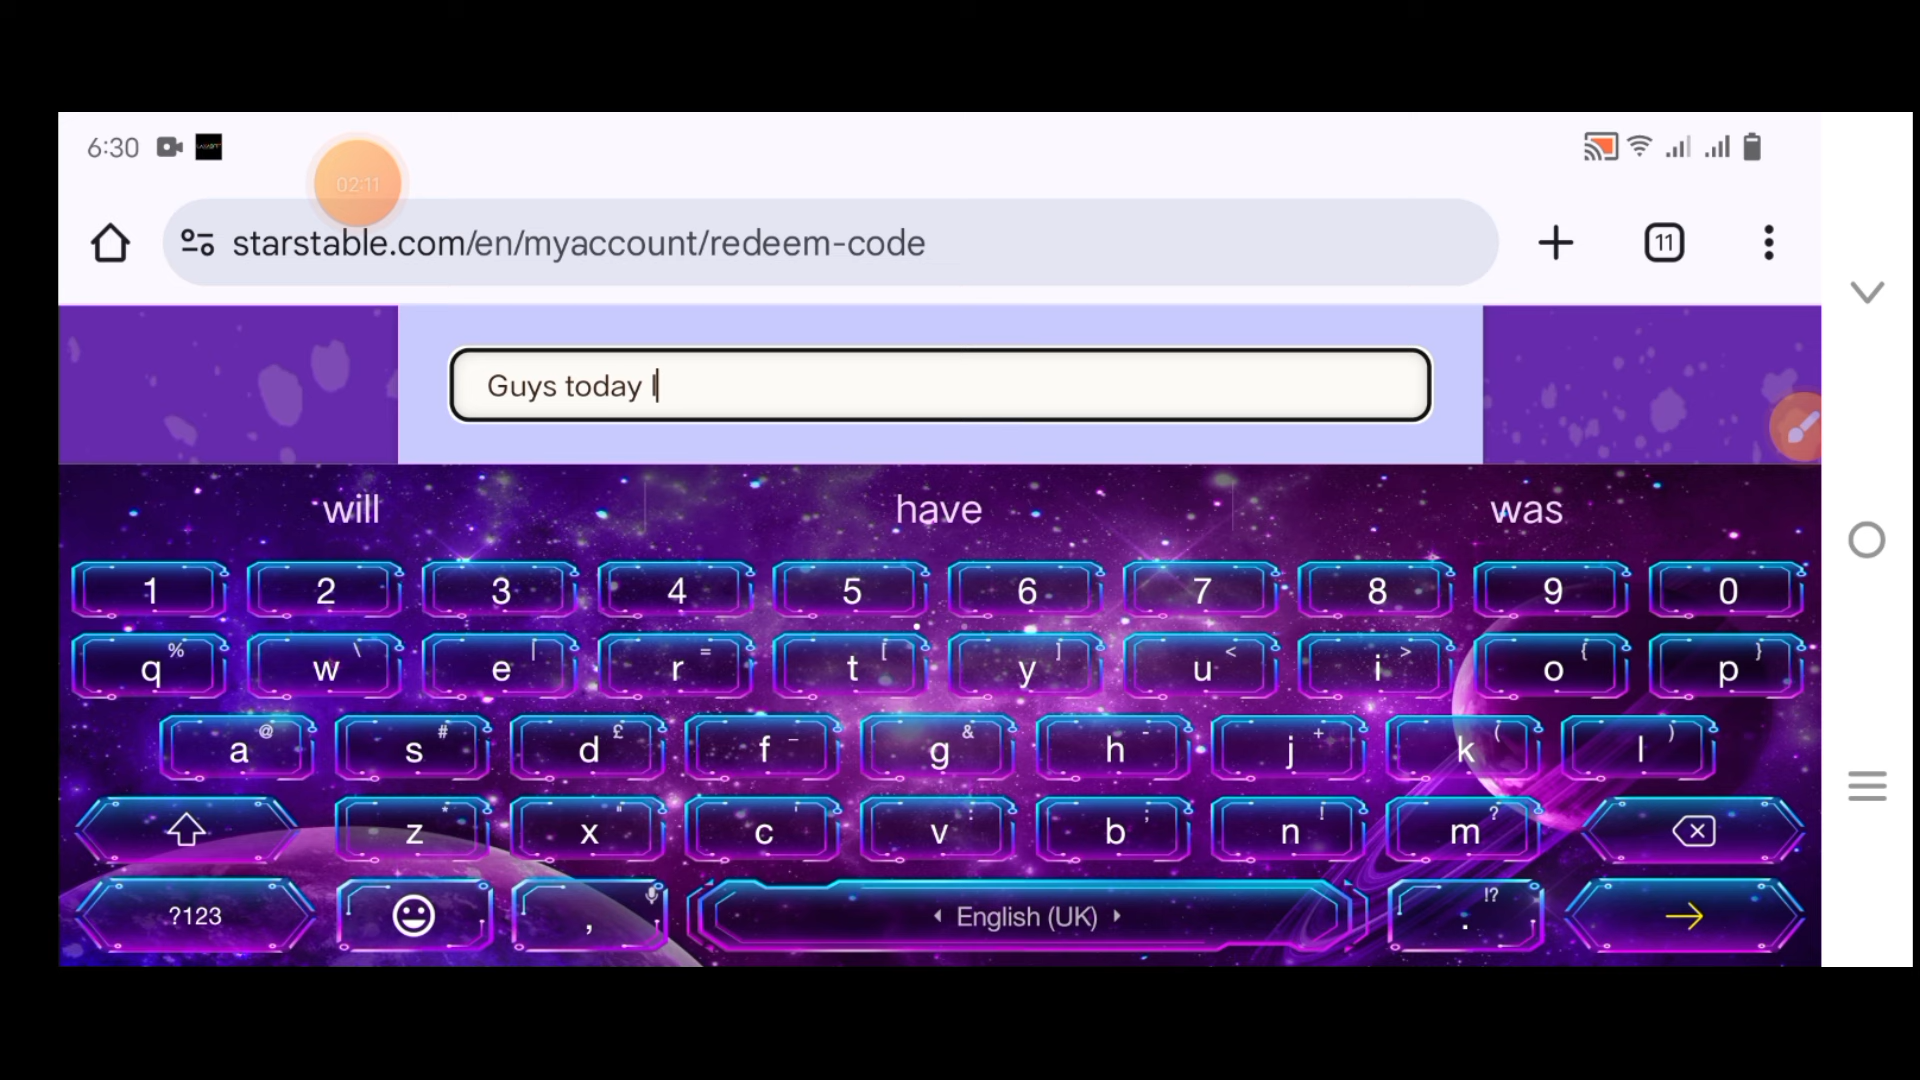 6:30
02:11
starstable.com/en/myaccount/redeem-code
11
Guys today I
will have was
1 2 3 4 5 6 7 8 9 0
q % w \ e | r = t [ y ] u < i > o { p }
a @ s # d £ f _ g & h - j + k ( l )
z * x " c ' v : b ; n ! m ?
?123 , English (UK) . !?